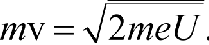 mv = √2meU.